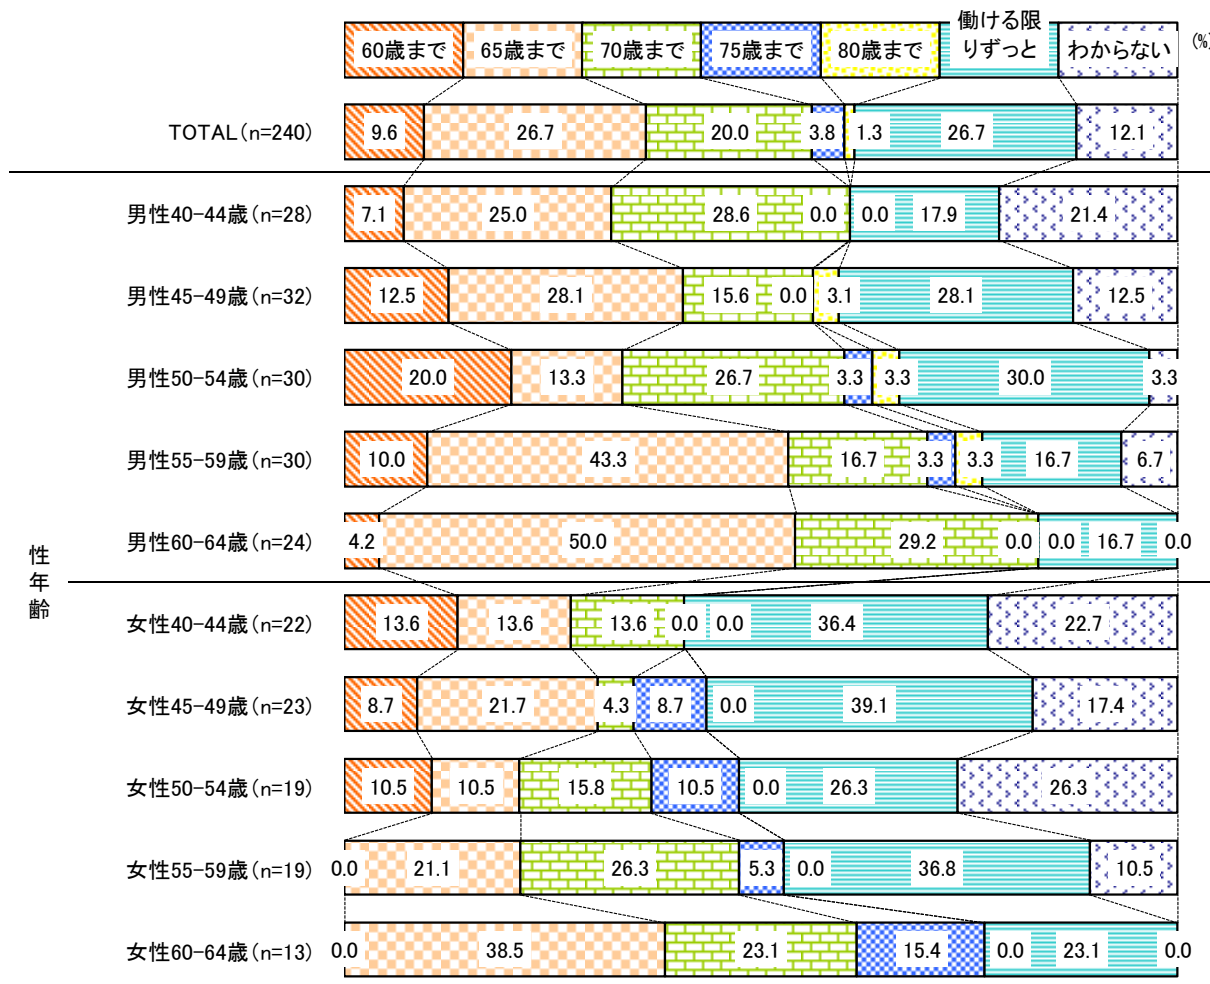 60歳まで 65歳まで 70歳まで 75歳まで 80歳まで 働ける限りずっと わからない (%)
TOTAL(n=240) 9.6 26.7 20.0 3.8 1.3 26.7 12.1
男性40-44歳(n=28) 7.1 25.0 28.6 0.0 0.0 17.9 21.4
男性45-49歳(n=32) 12.5 28.1 15.6 0.0 3.1 28.1 12.5
男性50-54歳(n=30) 20.0 13.3 26.7 3.3 3.3 30.0 3.3
男性55-59歳(n=30) 10.0 43.3 16.7 3.3 3.3 16.7 6.7
男性60-64歳(n=24) 4.2 50.0 29.2 0.0 0.0 16.7 0.0
性年齢
女性40-44歳(n=22) 13.6 13.6 13.6 0.0 0.0 36.4 22.7
女性45-49歳(n=23) 8.7 21.7 4.3 8.7 0.0 39.1 17.4
女性50-54歳(n=19) 10.5 10.5 15.8 10.5 0.0 26.3 26.3
女性55-59歳(n=19) 0.0 21.1 26.3 5.3 0.0 36.8 10.5
女性60-64歳(n=13) 0.0 38.5 23.1 15.4 0.0 23.1 0.0